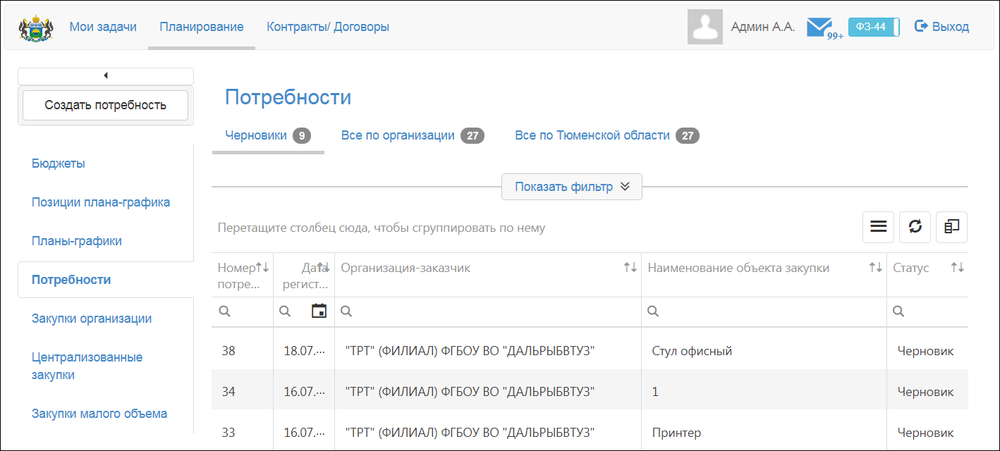 Мои задачи Планирование Контракты/ Договоры Админ А.А. 99+ ФЗ-44 Выход
Создать потребность
Потребности
Черновики 9 Все по организации 27 Все по Тюменской области 27
Бюджеты
Позиции плана-графика
Планы-графики
Потребности
Закупки организации
Централизованные
закупки
Закупки малого объема
Показать фильтр
Перетащите столбец сюда, чтобы сгруппировать по нему
Номер Дата Организация-заказчик Наименование объекта закупки Статус
потре... регист...
38 18.07.... "ТРТ" (ФИЛИАЛ) ФГБОУ ВО "ДАЛЬРЫБВТУЗ" Стул офисный Черновик
34 16.07.... "ТРТ" (ФИЛИАЛ) ФГБОУ ВО "ДАЛЬРЫБВТУЗ" 1 Черновик
33 16.07.... "ТРТ" (ФИЛИАЛ) ФГБОУ ВО "ДАЛЬРЫБВТУЗ" Принтер Черновик